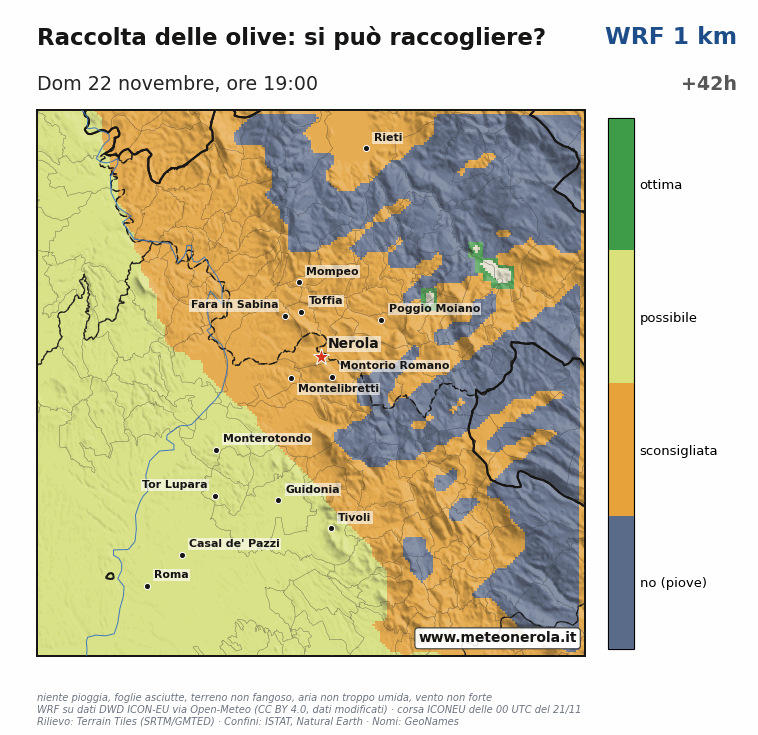 Raccolta delle olive: si può raccogliere?
WRF 1 km
Dom 22 novembre, ore 19:00
+42h
Rieti
Mompeo
Fara in Sabina
Toffia
Poggio Moiano
Nerola
Montorio Romano
Montelibretti
Monterotondo
Tor Lupara
Guidonia
Tivoli
Casal de' Pazzi
Roma
www.meteonerola.it
ottima
possibile
sconsigliata
no (piove)
niente pioggia, foglie asciutte, terreno non fangoso, aria non troppo umida, vento non forte
WRF su dati DWD ICON-EU via Open-Meteo (CC BY 4.0, dati modificati) · corsa ICONEU delle 00 UTC del 21/11
Rilievo: Terrain Tiles (SRTM/GMTED) · Confini: ISTAT, Natural Earth · Nomi: GeoNames